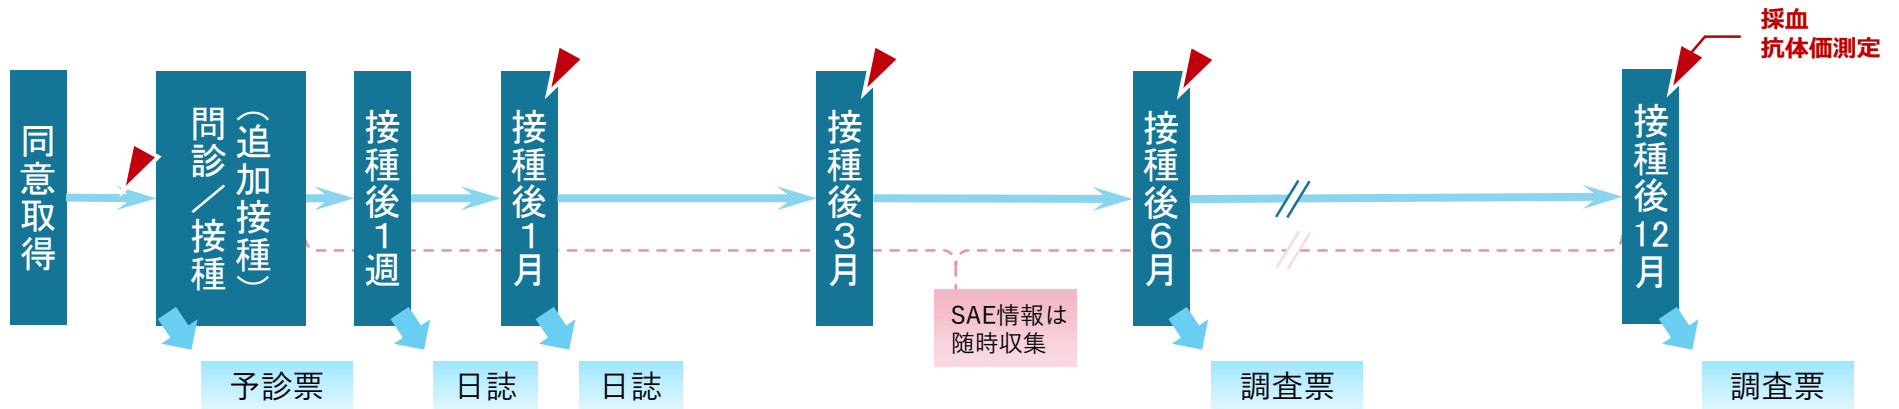 採血
抗体価測定
同意取得
(追加接種)
問診/接種
接種後1週
接種後1月
接種後3月
接種後6月
接種後12月
SAE情報は
随時収集
予診票
日誌
日誌
調査票
調査票